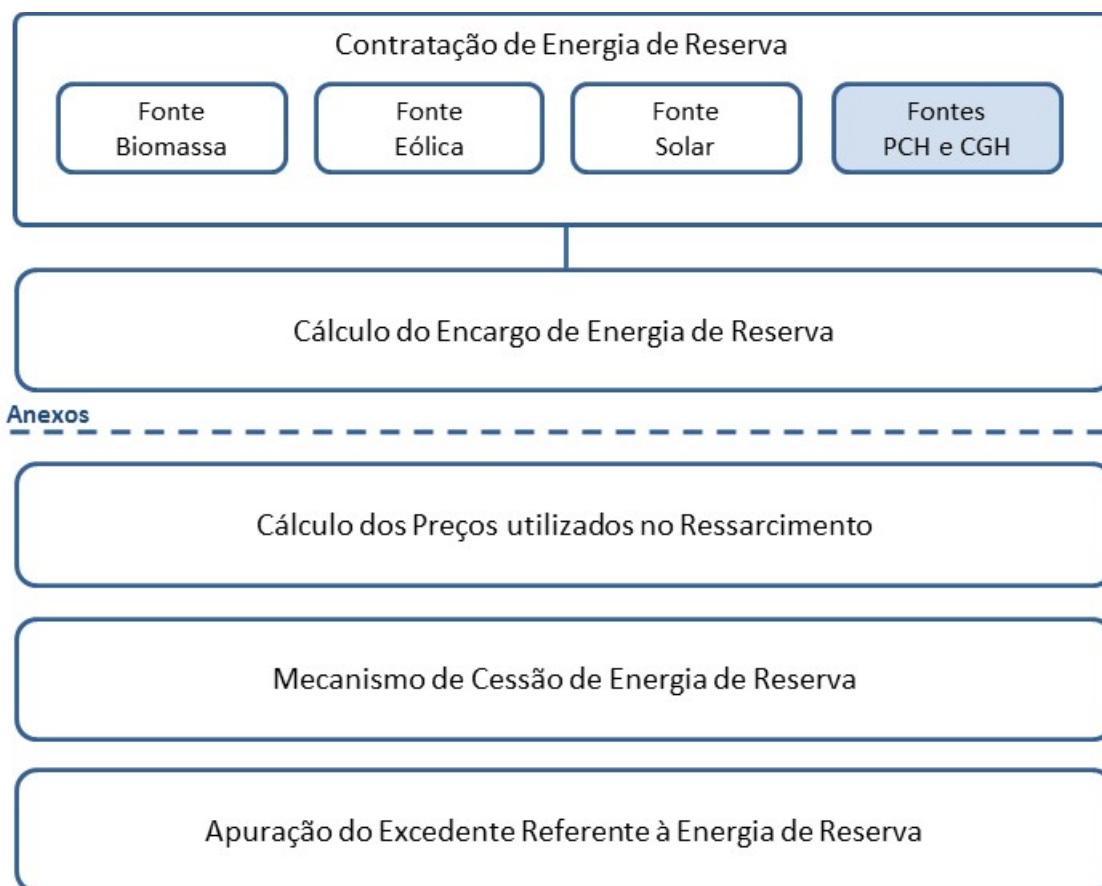 Contratação de Energia de Reserva
Fonte
Biomassa
Fonte
Eólica
Fonte
Solar
Fontes
PCH e CGH
Cálculo do Encargo de Energia de Reserva
Anexos
Cálculo dos Preços utilizados no Ressarcimento
Mecanismo de Cessão de Energia de Reserva
Apuração do Excedente Referente à Energia de Reserva